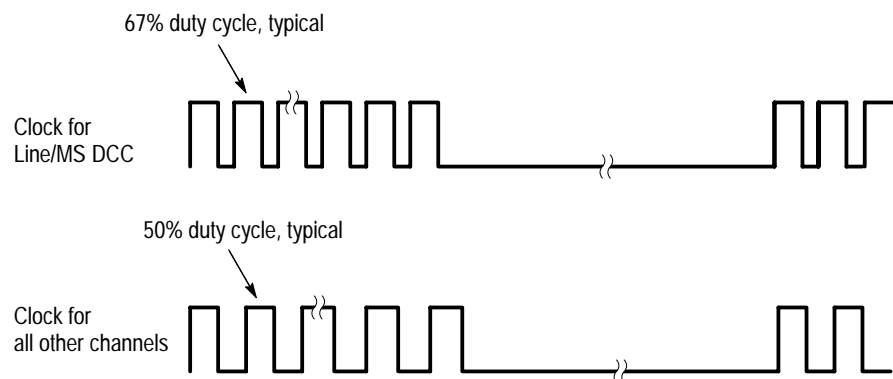 67% duty cycle, typical
Clock for
Line/MS DCC
50% duty cycle, typical
Clock for
all other channels